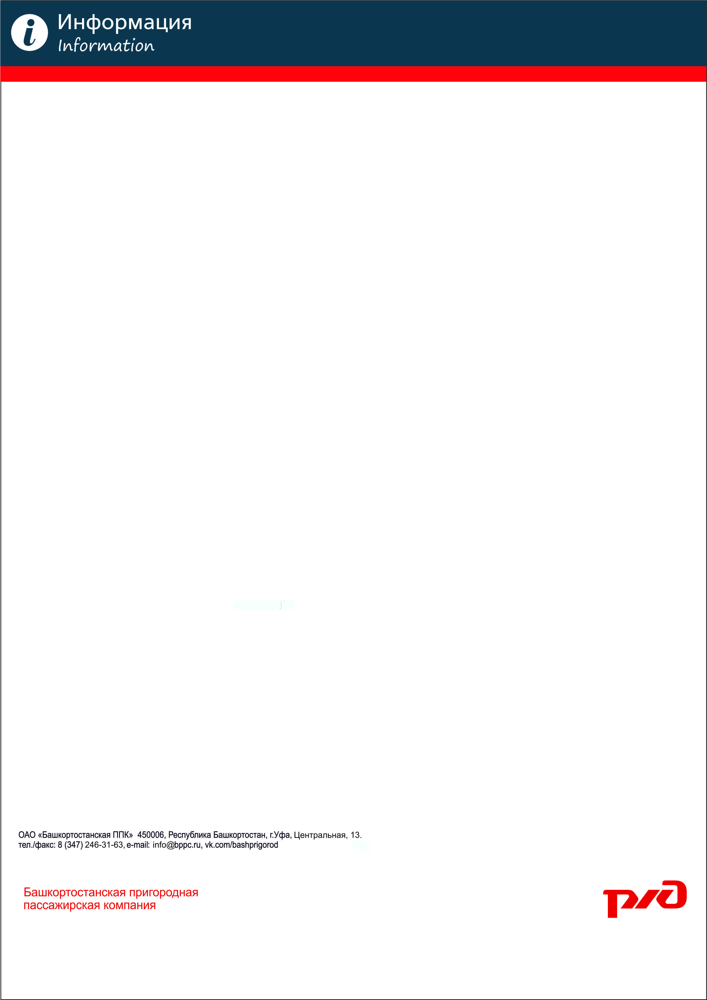 Информация
Information
ОАО «Башкортостанская ППК» 450006, Республика Башкортостан, г.Уфа, Центральная, 13.
тел./факс: 8 (347) 246-31-63, e-mail: info@bppc.ru, vk.com/bashprigorod
Башкортостанская пригородная
пассажирская компания
ржд